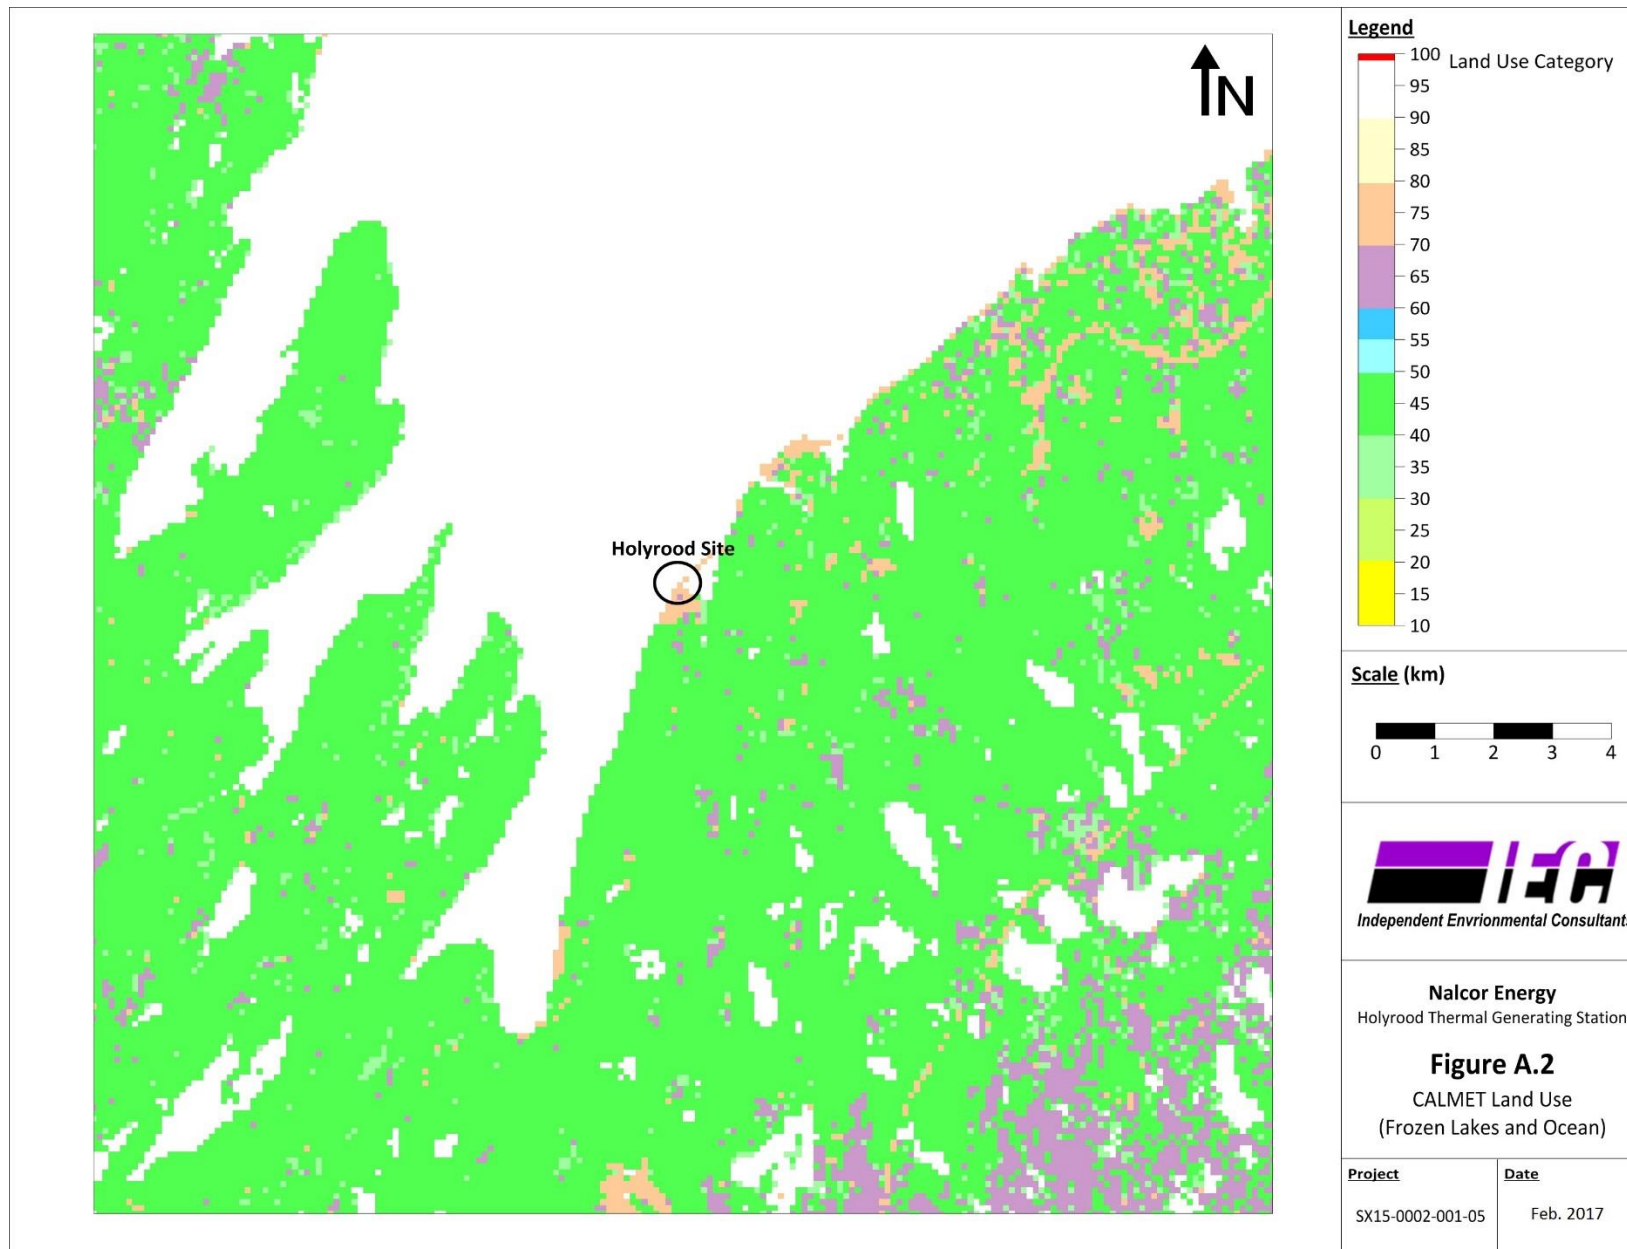 N
Holyrood Site
Legend
Land Use Category
100
95
90
85
80
75
70
65
60
55
50
45
40
35
30
25
20
15
10
Scale (km)
0 1 2 3 4
IEC
Independent Envrionmental Consultants
Nalcor Energy
Holyrood Thermal Generating Station
Figure A.2
CALMET Land Use
(Frozen Lakes and Ocean)
Project
SX15-0002-001-05
Date
Feb. 2017